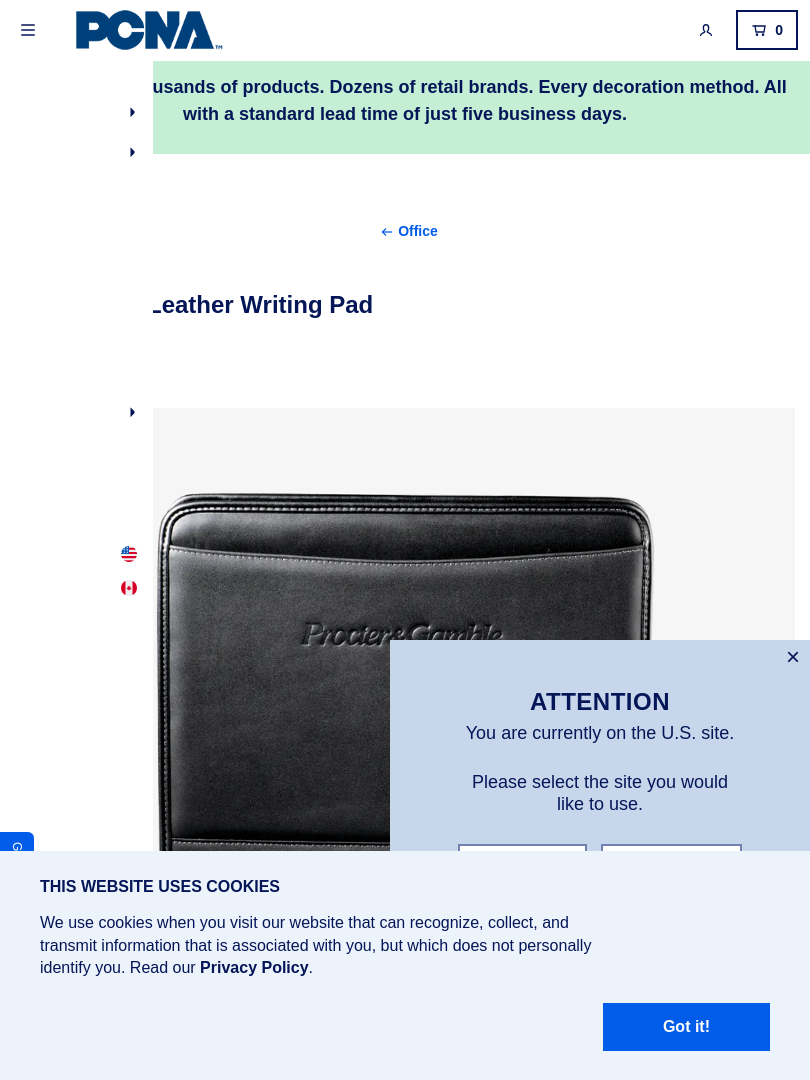 PCNA™
0
usands of products. Dozens of retail brands. Every decoration method. All
with a standard lead time of just five business days.
← Office
Leather Writing Pad
Procter & Gamble
×
ATTENTION
You are currently on the U.S. site.
Please select the site you would
like to use.
G
THIS WEBSITE USES COOKIES
We use cookies when you visit our website that can recognize, collect, and
transmit information that is associated with you, but which does not personally
identify you. Read our Privacy Policy.
Got it!